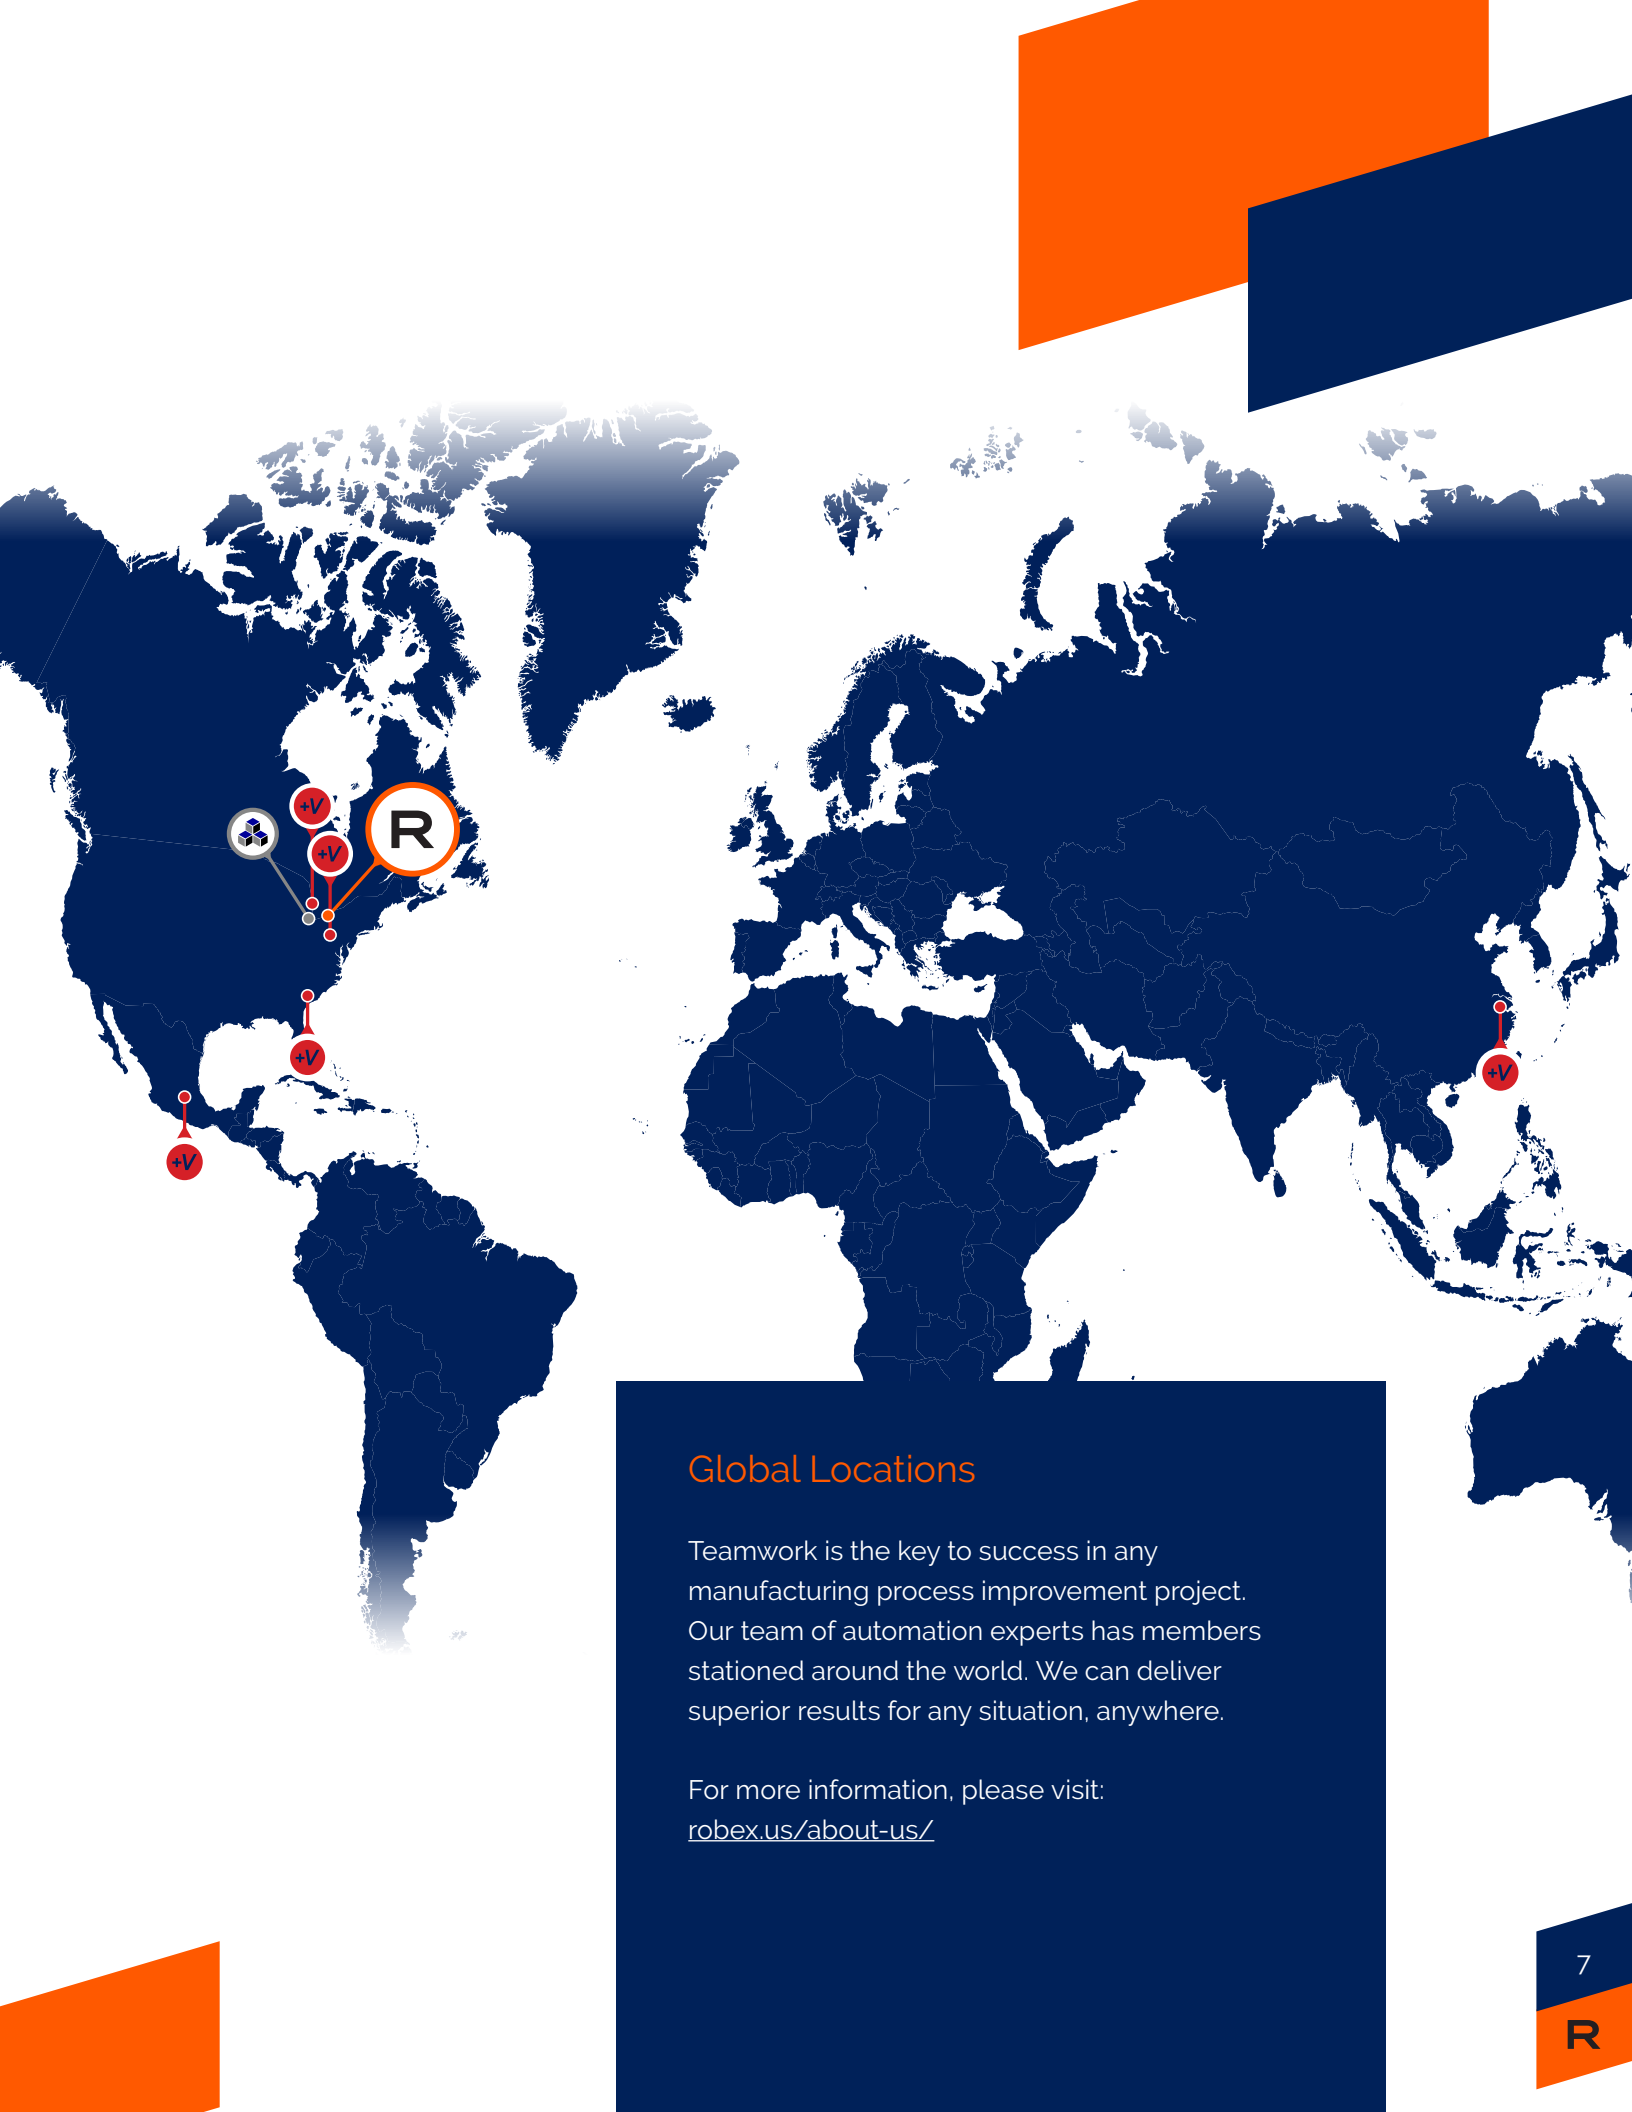 +V
R
+V
+V
+V
+V
Global Locations
Teamwork is the key to success in any
manufacturing process improvement project.
Our team of automation experts has members
stationed around the world. We can deliver
superior results for any situation, anywhere.
For more information, please visit:
robex.us/about-us/
7
R